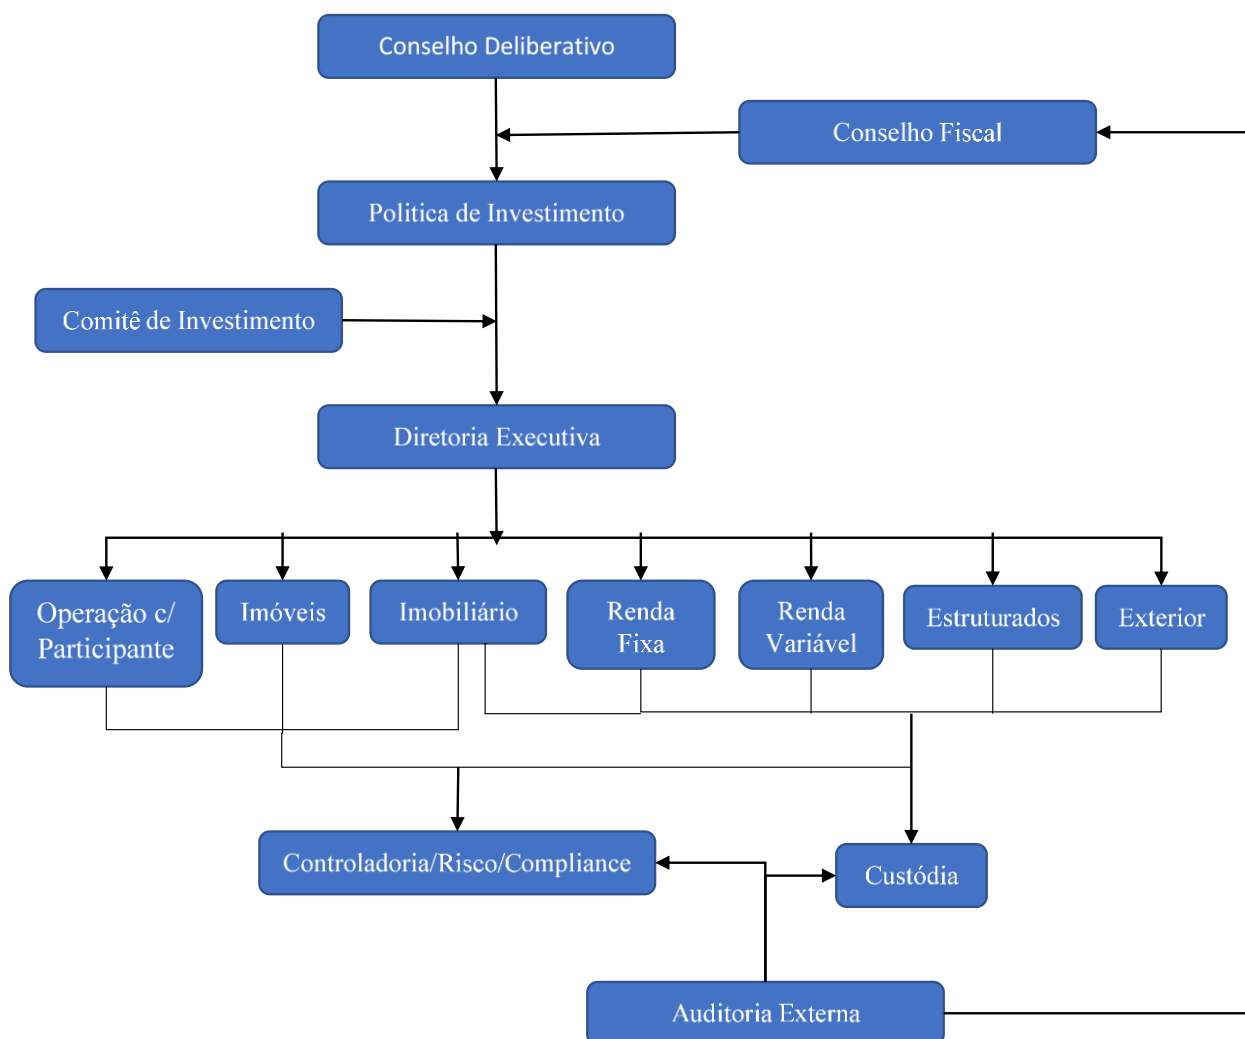 Conselho Deliberativo
Conselho Fiscal
Politica de Investimento
Comitê de Investimento
Diretoria Executiva
Operação c/
Participante
Imóveis
Imobiliário
Renda
Fixa
Renda
Variável
Estruturados
Exterior
Controladoria/Risco/Compliance
Custódia
Auditoria Externa